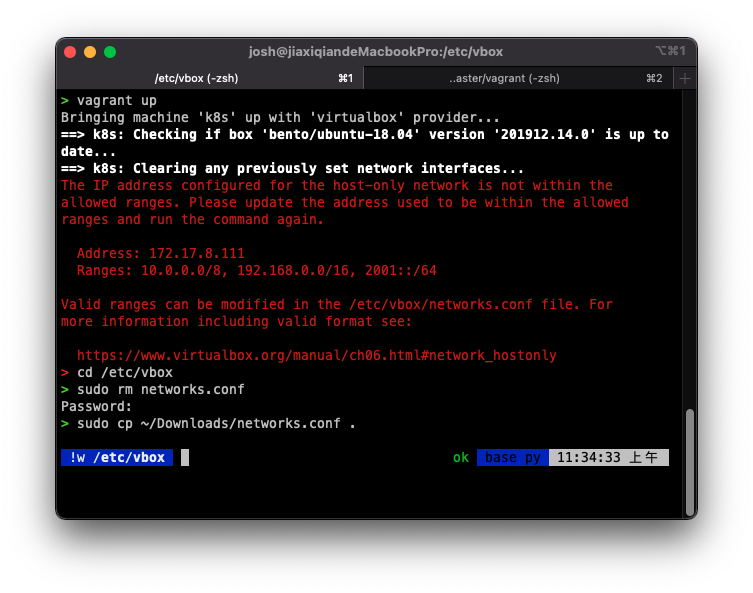 josh@jiaxiqiandeMacbookPro:/etc/vbox ⌥⌘1
/etc/vbox (-zsh) ⌘1 ..aster/vagrant (-zsh) ⌘2 +
> vagrant up
Bringing machine 'k8s' up with 'virtualbox' provider...
==> k8s: Checking if box 'bento/ubuntu-18.04' version '201912.14.0' is up to
date...
==> k8s: Clearing any previously set network interfaces...
The IP address configured for the host-only network is not within the
allowed ranges. Please update the address used to be within the allowed
ranges and run the command again.
Address: 172.17.8.111
Ranges: 10.0.0.0/8, 192.168.0.0/16, 2001::/64
Valid ranges can be modified in the /etc/vbox/networks.conf file. For
more information including valid format see:
https://www.virtualbox.org/manual/ch06.html#network_hostonly
> cd /etc/vbox
> sudo rm networks.conf
Password:
> sudo cp ~/Downloads/networks.conf .
!w /etc/vbox ok base py 11:34:33 上午